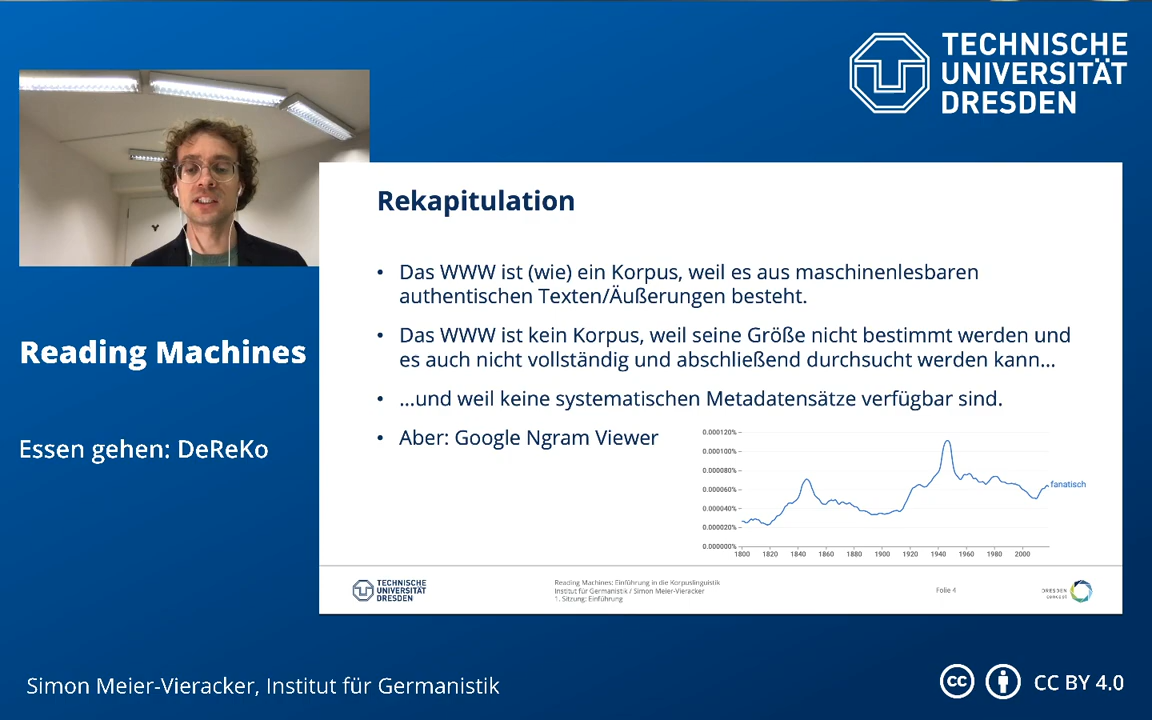 TECHNISCHE
UNIVERSITÄT
DRESDEN
Rekapitulation
• Das WWW ist (wie) ein Korpus, weil es aus maschinenlesbaren
authentischen Texten/Äußerungen besteht.
• Das WWW ist kein Korpus, weil seine Größe nicht bestimmt werden und
es auch nicht vollständig und abschließend durchsucht werden kann…
• …und weil keine systematischen Metadatensätze verfügbar sind.
• Aber: Google Ngram Viewer
0.000120%
0.000100%
0.000080%
0.000060%
0.000040%
0.000020%
0.000000%
1800 1820 1840 1860 1880 1900 1920 1940 1960 1980 2000
fanatisch
Reading Machines
Essen gehen: DeReKo
TECHNISCHE
UNIVERSITÄT
DRESDEN
Reading Machines: Einführung in die Korpuslinguistik
Institut für Germanistik / Simon Meier-Vieracker
1. Sitzung: Einführung
Folie 4
DRESDEN
concept
Simon Meier-Vieracker, Institut für Germanistik
cc
CC BY 4.0